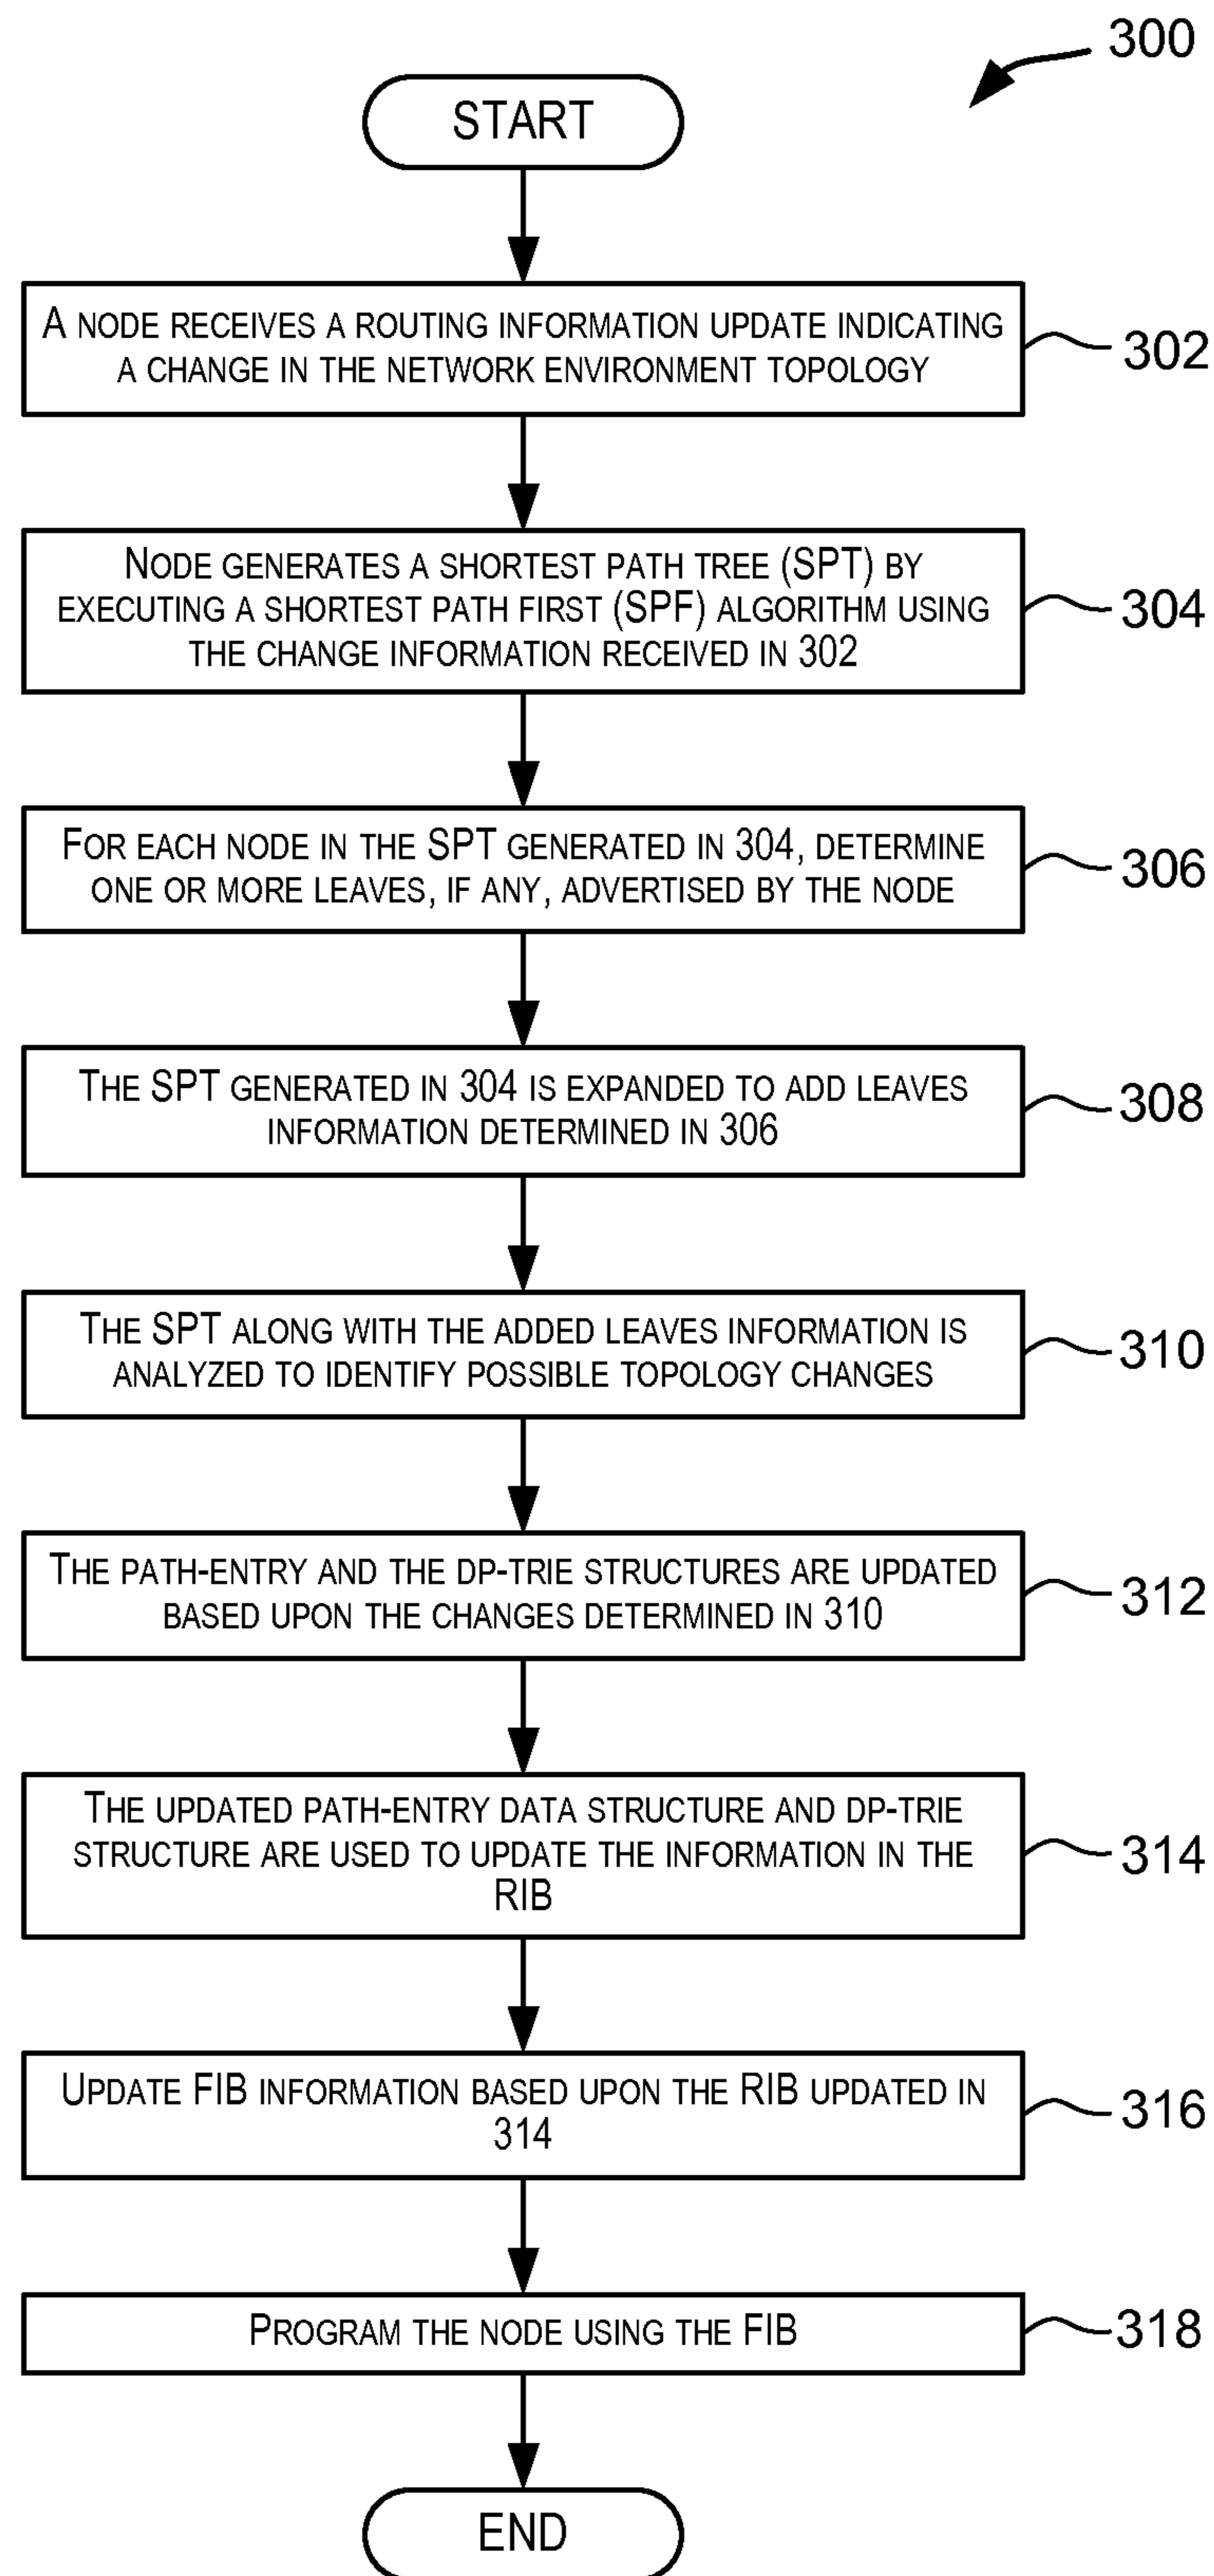 300
START
A NODE RECEIVES A ROUTING INFORMATION UPDATE INDICATING
A CHANGE IN THE NETWORK ENVIRONMENT TOPOLOGY
302
NODE GENERATES A SHORTEST PATH TREE (SPT) BY
EXECUTING A SHORTEST PATH FIRST (SPF) ALGORITHM USING
THE CHANGE INFORMATION RECEIVED IN 302
304
FOR EACH NODE IN THE SPT GENERATED IN 304, DETERMINE
ONE OR MORE LEAVES, IF ANY, ADVERTISED BY THE NODE
306
THE SPT GENERATED IN 304 IS EXPANDED TO ADD LEAVES
INFORMATION DETERMINED IN 306
308
THE SPT ALONG WITH THE ADDED LEAVES INFORMATION IS
ANALYZED TO IDENTIFY POSSIBLE TOPOLOGY CHANGES
310
THE PATH-ENTRY AND THE DP-TRIE STRUCTURES ARE UPDATED
BASED UPON THE CHANGES DETERMINED IN 310
312
THE UPDATED PATH-ENTRY DATA STRUCTURE AND DP-TRIE
STRUCTURE ARE USED TO UPDATE THE INFORMATION IN THE
RIB
314
UPDATE FIB INFORMATION BASED UPON THE RIB UPDATED IN
314
316
PROGRAM THE NODE USING THE FIB
318
END